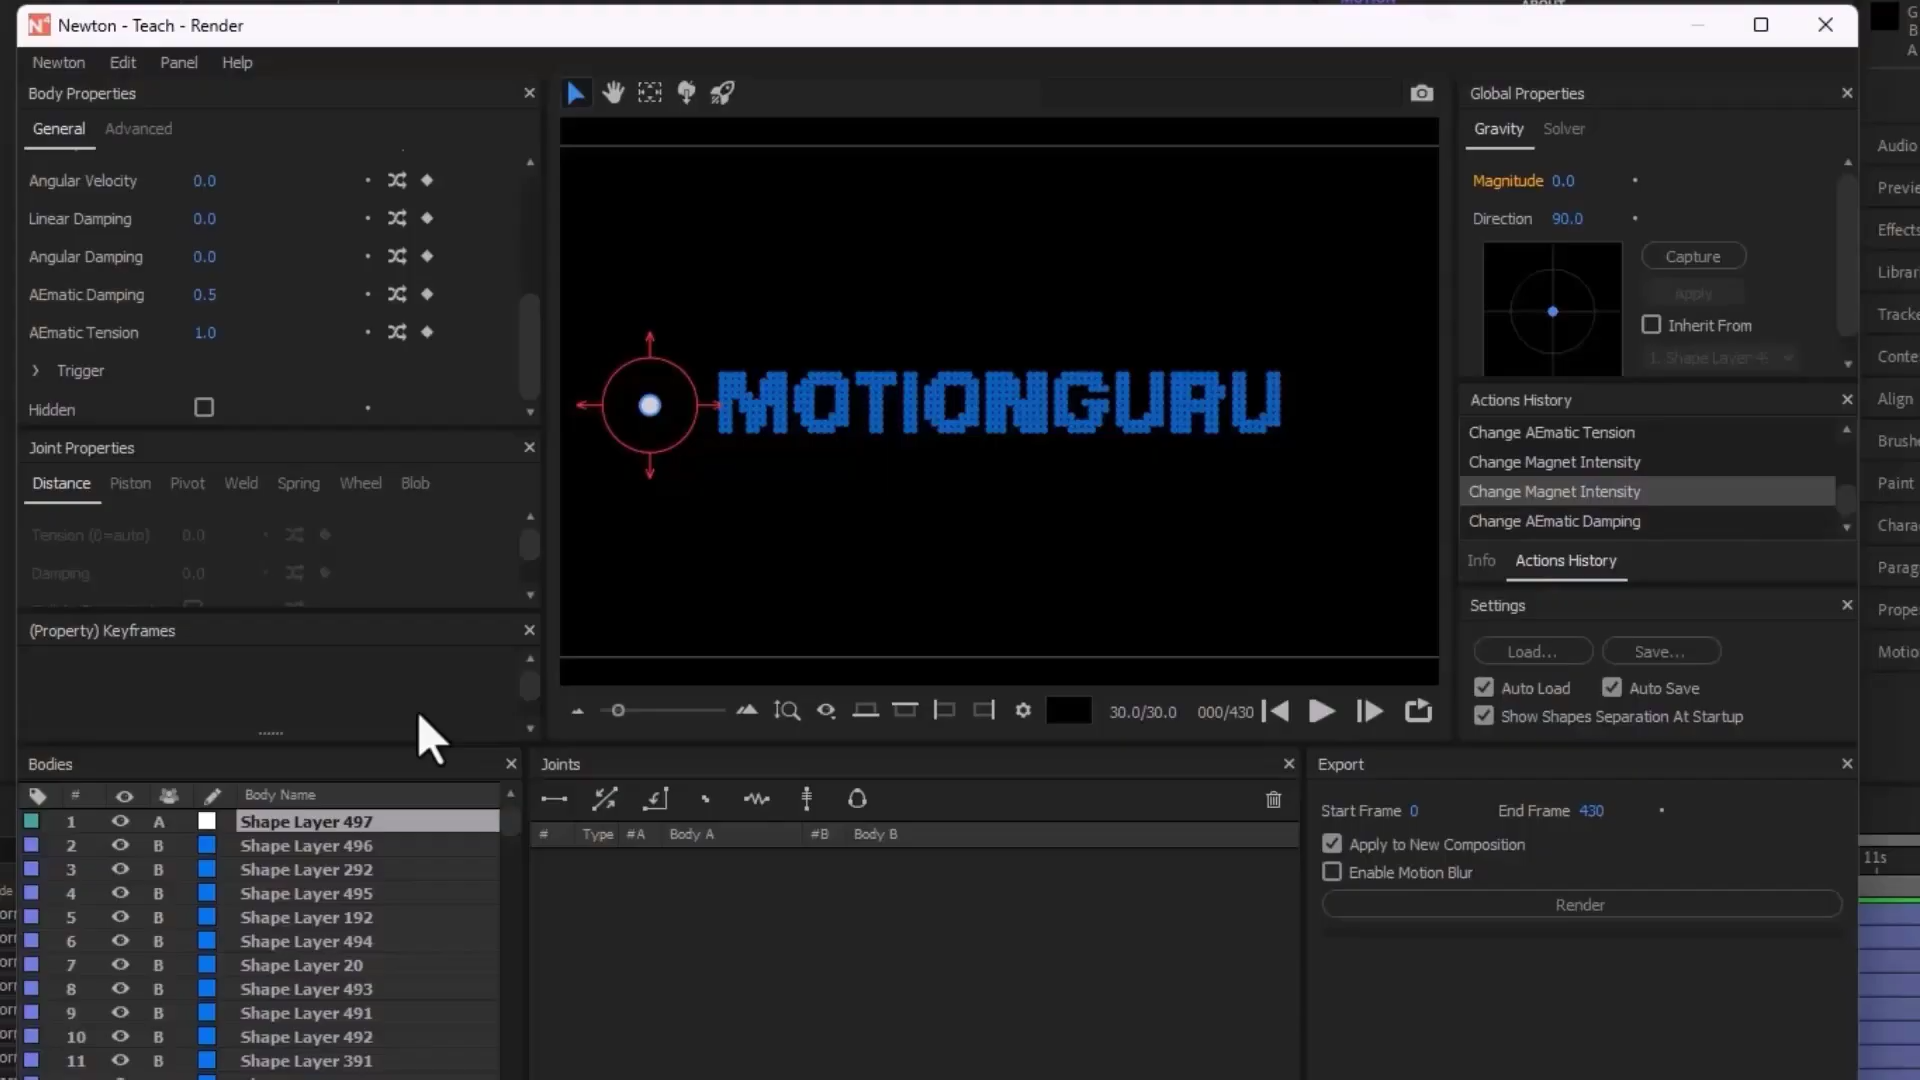 Newton - Teach - Render
Newton Edit Panel Help
Body Properties
General Advanced
Angular Velocity 0.0
Linear Damping 0.0
Angular Damping 0.0
AEmatic Damping 0.5
AEmatic Tension 1.0
Trigger
Hidden
Joint Properties
Distance Piston Pivot Weld Spring Wheel Blob
Tension (0=auto) 0.0
Damping 0.0
(Property) Keyframes
MOTIONGURU
30.0/30.0 000/430
Global Properties
Gravity Solver
Magnitude 0.0
Direction 90.0
Capture
Apply
Inherit From
1. Shape Layer 4
Actions History
Change AEmatic Tension
Change Magnet Intensity
Change Magnet Intensity
Change AEmatic Damping
Info Actions History
Settings
Load... Save...
Auto Load Auto Save
Show Shapes Separation At Startup
Bodies
# Body Name
1 A Shape Layer 497
2 B Shape Layer 496
3 B Shape Layer 292
4 B Shape Layer 495
5 B Shape Layer 192
6 B Shape Layer 494
7 B Shape Layer 20
8 B Shape Layer 493
9 B Shape Layer 491
10 B Shape Layer 492
11 B Shape Layer 391
Joints
# Type #A Body A #B Body B
Export
Start Frame 0 End Frame 430
Apply to New Composition
Enable Motion Blur
Render
G
B
A
Audio
Previe
Effects
Librar
Tracke
Conte
Align
Brushe
Paint
Chara
Parag
Prope
Motio
11s